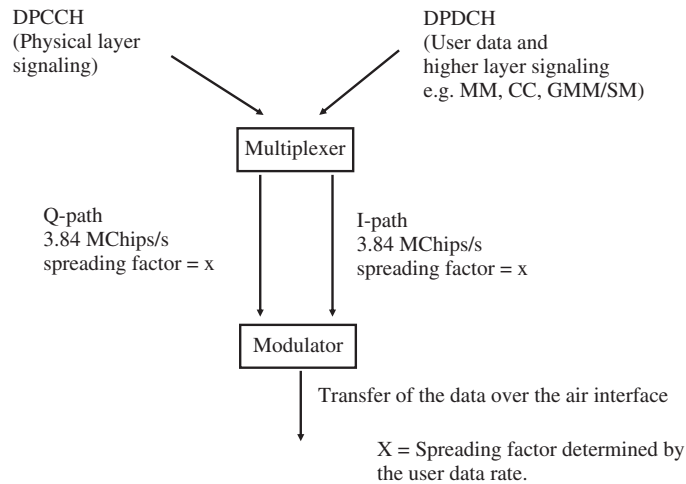 DPCCH
(Physical layer
signaling)
DPDCH
(User data and
higher layer signaling
e.g. MM, CC, GMM/SM)
Multiplexer
Q-path
3.84 MChips/s
spreading factor = x
I-path
3.84 MChips/s
spreading factor = x
Modulator
Transfer of the data over the air interface
X = Spreading factor determined by
the user data rate.